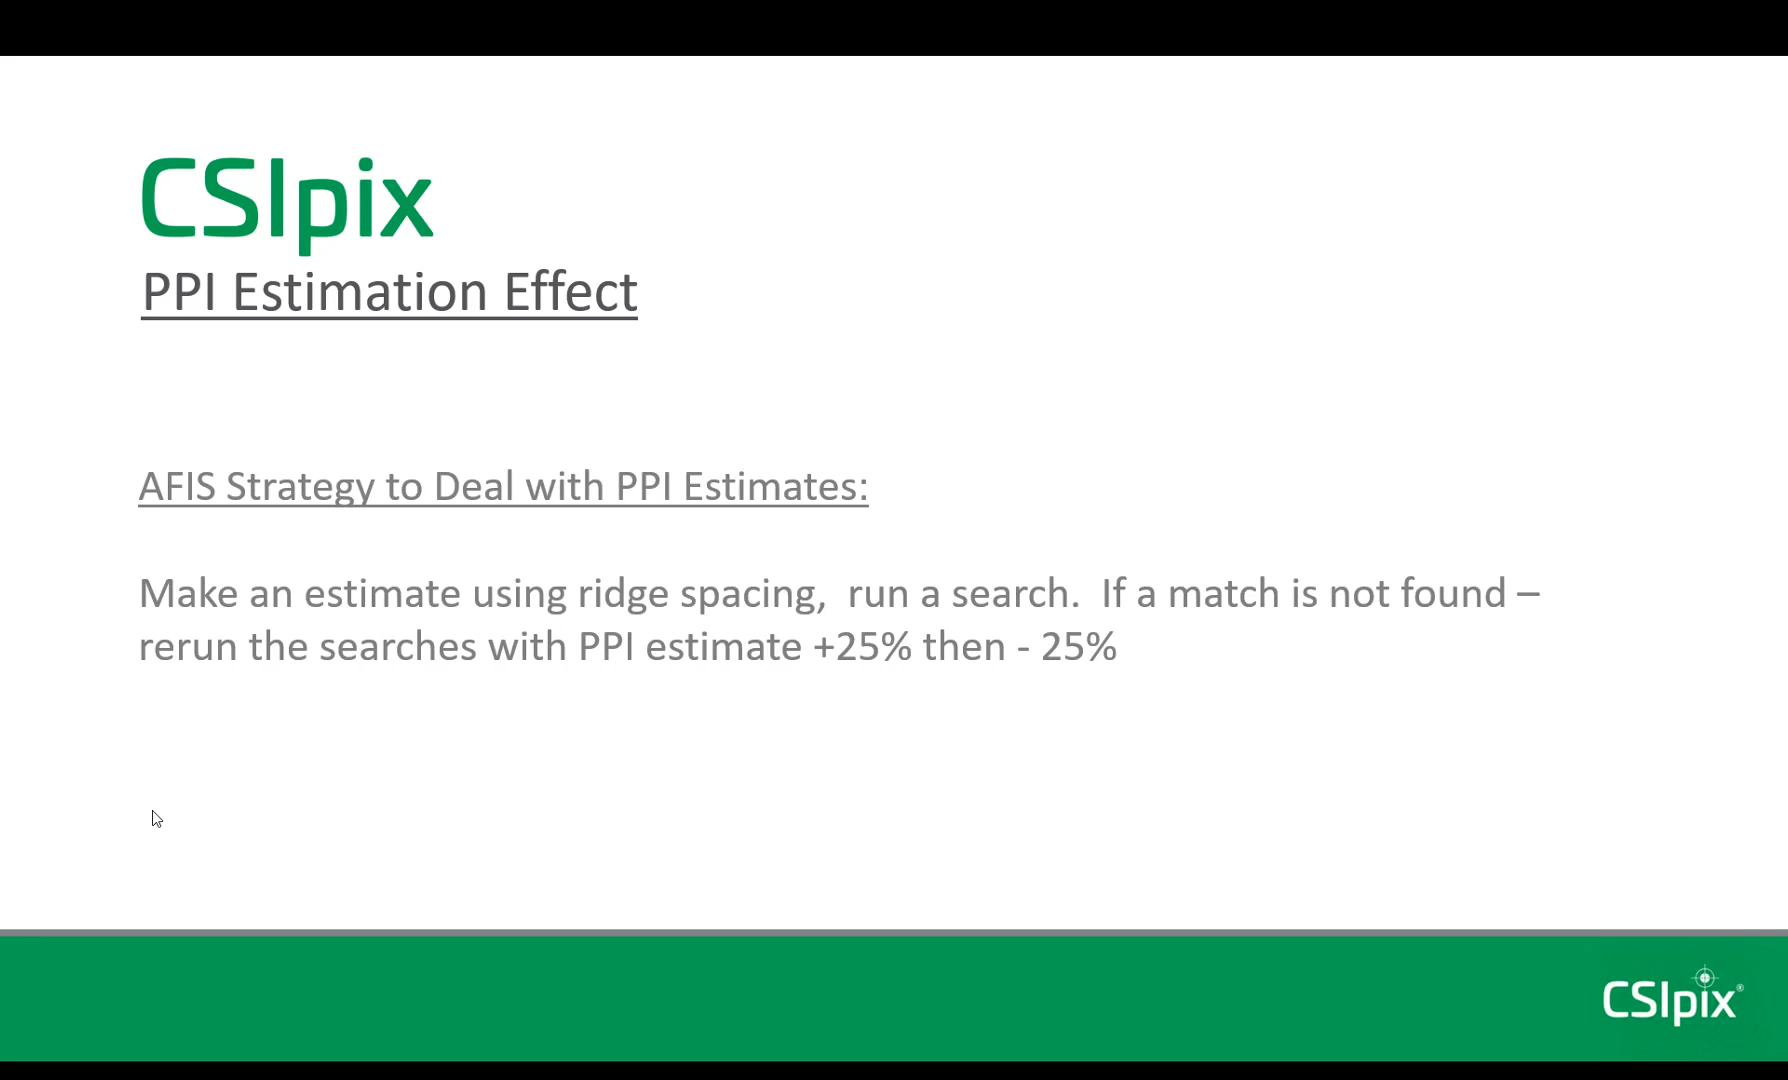 CSIpix
PPI Estimation Effect
AFIS Strategy to Deal with PPI Estimates:
Make an estimate using ridge spacing,  run a search.  If a match is not found –
rerun the searches with PPI estimate +25% then - 25%
CSIpix®